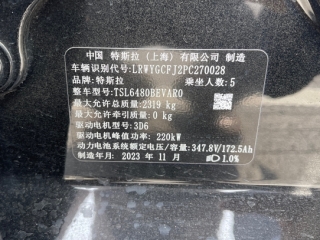 中国 特斯拉（上海）有限公司 制造
车辆识别代号:LRWYGCFJ2PC270028
品牌:特斯拉 乘坐人数:5
整车型号:TSL6480BEVAR0
最大允许总质量:2319 kg
最大允许牵引质量:0 kg
驱动电机型号:3D6
驱动电机峰值功率:220kW
动力电池系统额定电压/容量:347.8V/172.5Ah
制造年月:2023 年 11 月 1.0%